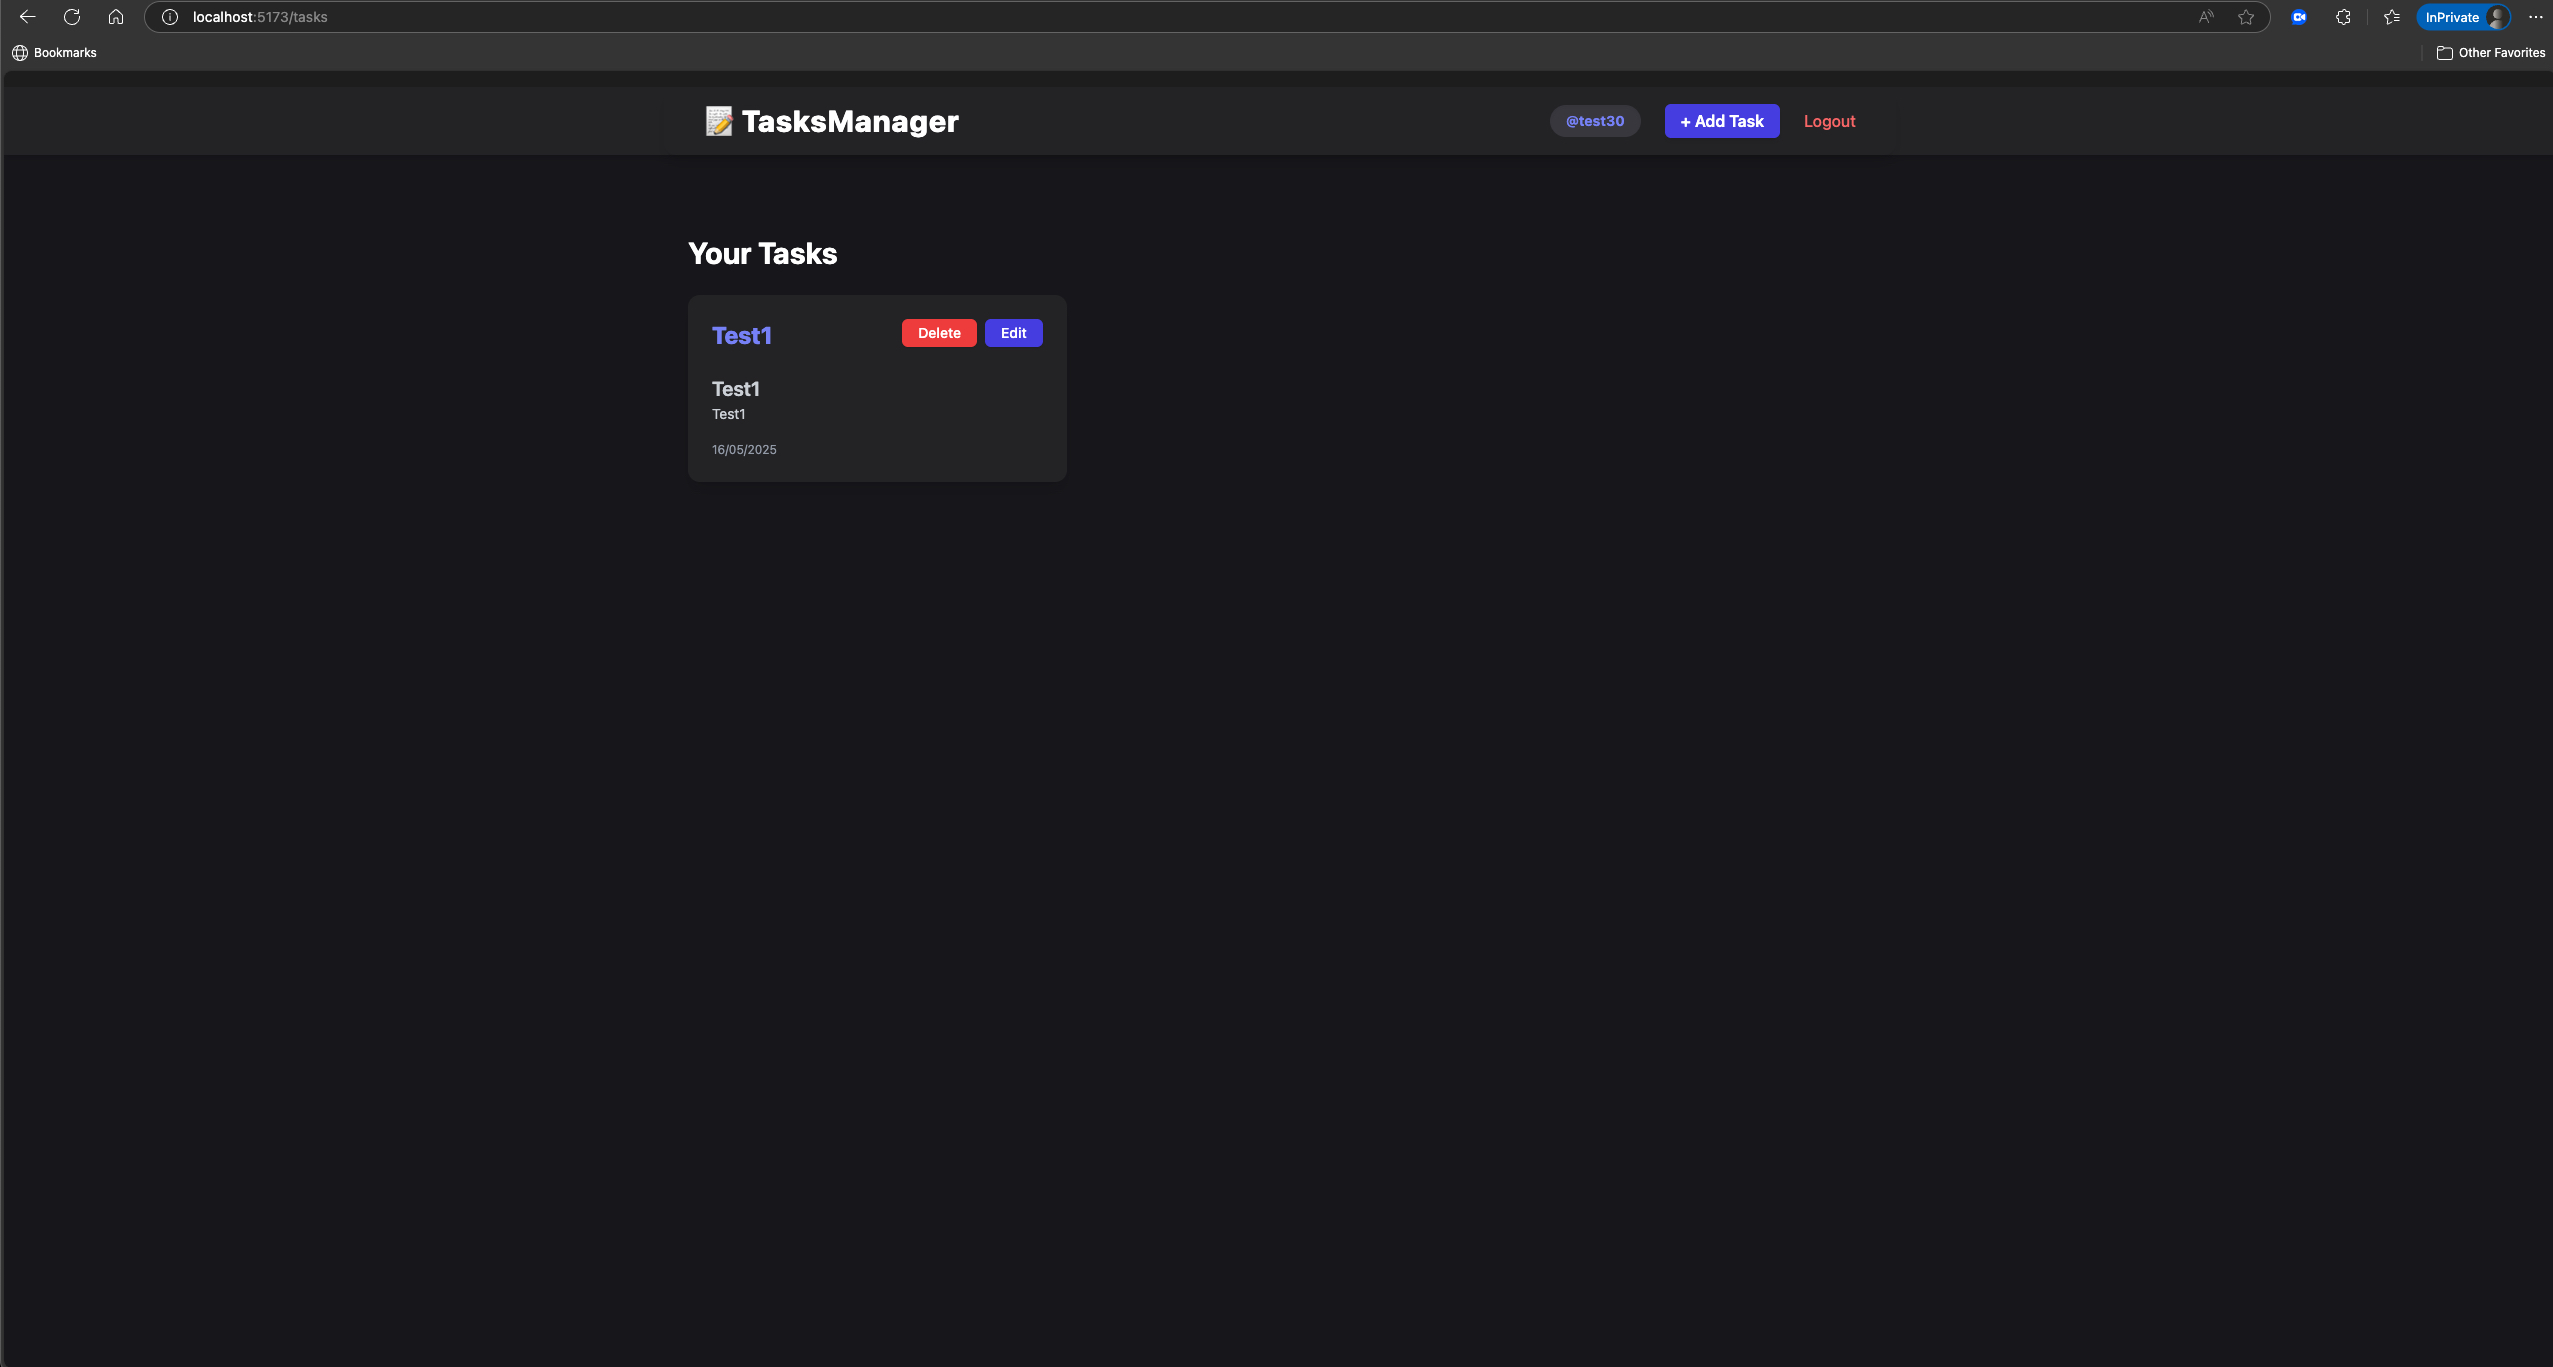 localhost:5173/tasks
InPrivate
Bookmarks
Other Favorites
TasksManager
@test30
+ Add Task
Logout
Your Tasks
Test1
Delete
Edit
Test1
Test1
16/05/2025